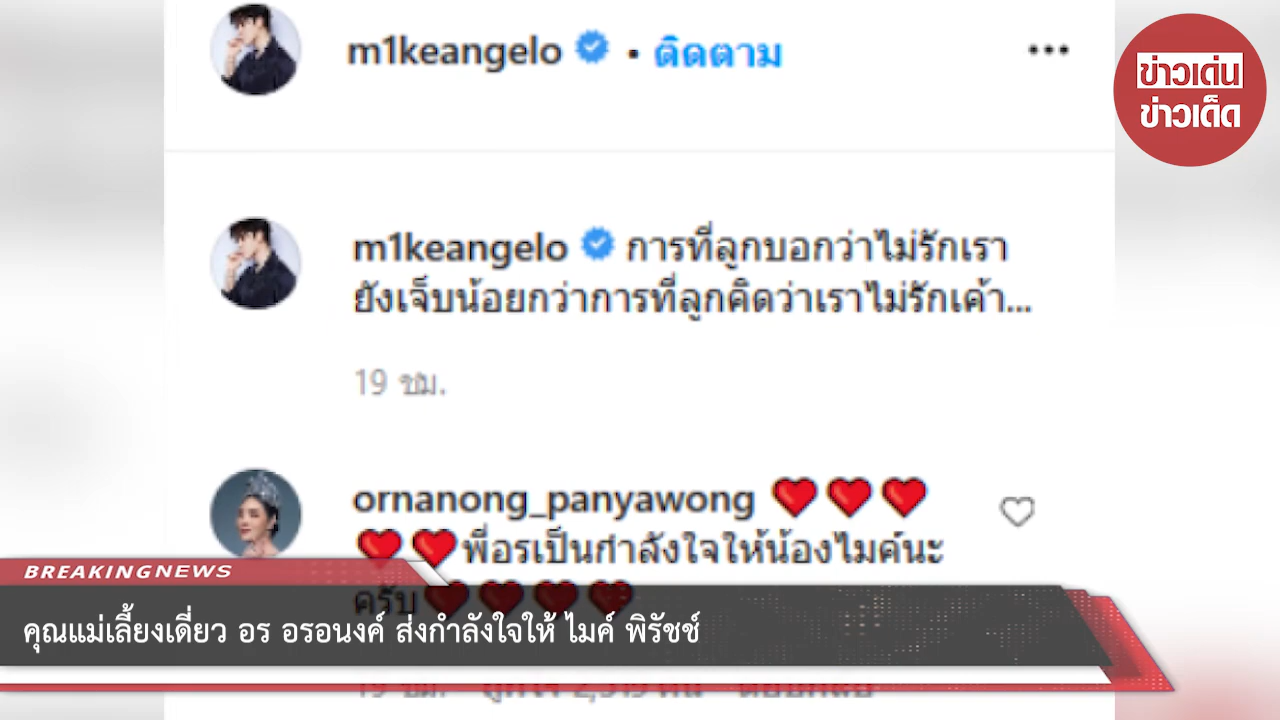 m1keangelo • ติดตาม
ข่าวเด่น
ข่าวเด็ด
m1keangelo การที่ลูกบอกว่าไม่รักเรา
ยังเจ็บน้อยกว่าการที่ลูกคิดว่าเราไม่รักเค้า...
19 ชม.
ornanong_panyawong ❤️❤️❤️
❤️❤️พี่อรเป็นกำลังใจให้น้องไมค์นะ
ครับ❤️❤️❤️❤️
BREAKING NEWS
คุณแม่เลี้ยงเดี่ยว อร อรอนงค์ ส่งกำลังใจให้ ไมค์ พิรัชช์
19 ชม.